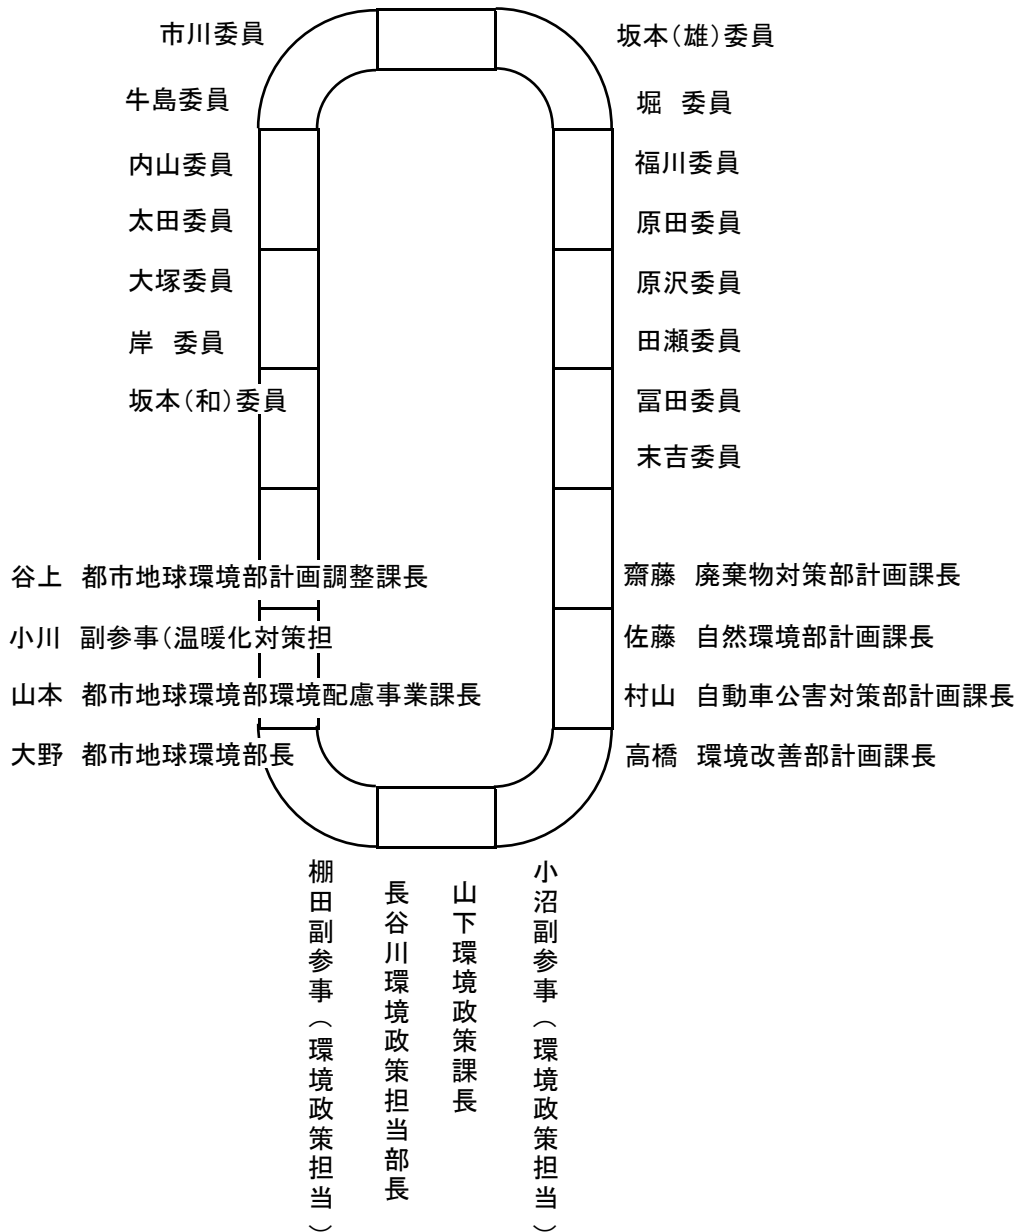 市川委員
牛島委員
内山委員
太田委員
大塚委員
岸 委員
坂本（和）委員
坂本（雄）委員
堀 委員
福川委員
原田委員
原沢委員
田瀬委員
冨田委員
末吉委員
谷上 都市地球環境部計画調整課長
小川 副参事（温暖化対策担
山本 都市地球環境部環境配慮事業課長
大野 都市地球環境部長
齋藤 廃棄物対策部計画課長
佐藤 自然環境部計画課長
村山 自動車公害対策部計画課長
高橋 環境改善部計画課長
棚田副参事（環境政策担当）
長谷川環境政策担当部長
山下環境政策課長
小沼副参事（環境政策担当）